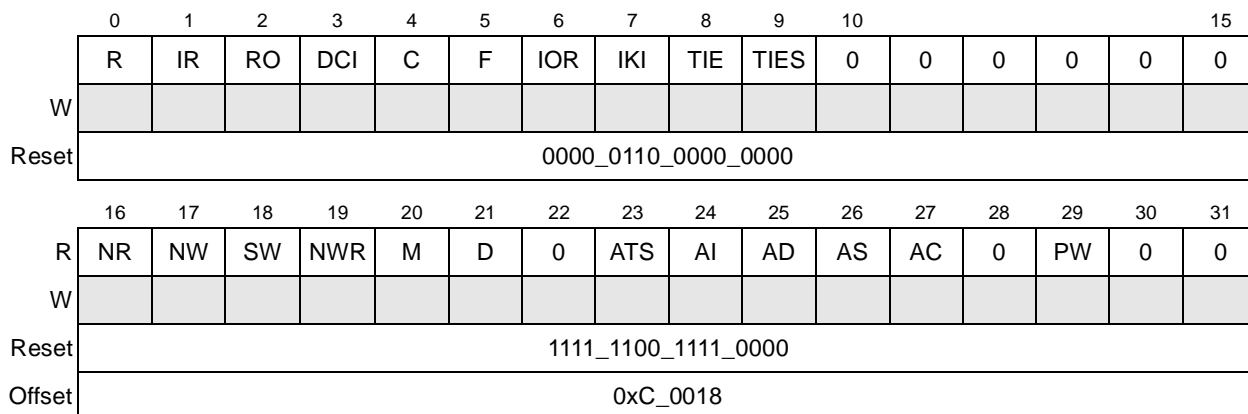 0 1 2 3 4 5 6 7 8 9 10 15
R IR RO DCI C F IOR IKI TIE TIES 0 0 0 0 0 0
W
Reset 0000_0110_0000_0000
16 17 18 19 20 21 22 23 24 25 26 27 28 29 30 31
R NR NW SW NWR M D 0 ATS AI AD AS AC 0 PW 0 0
W
Reset 1111_1100_1111_0000
Offset 0xC_0018